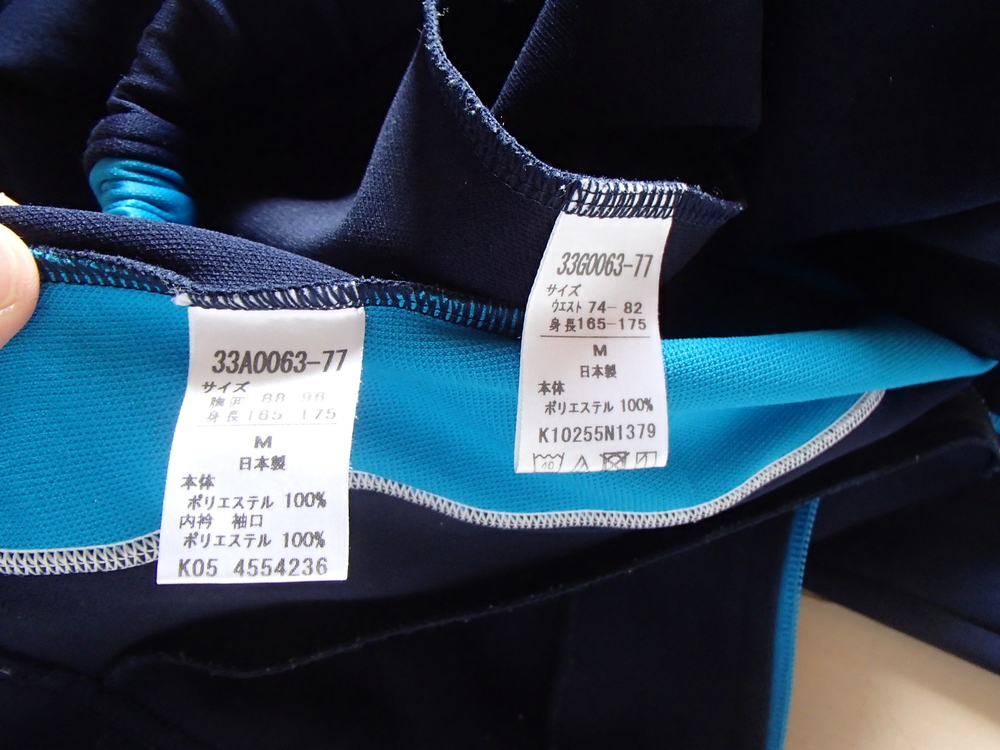 33A0063-77
サイズ
胸囲 88 96
身長 165 175
M
日本製
本体
ポリエステル 100%
内衿 袖口
ポリエステル 100%
K05 4554236
33G0063-77
サイズ
ウエスト 74- 82
身長165-175
M
日本製
本体
ポリエステル 100%
K10255N1379
40